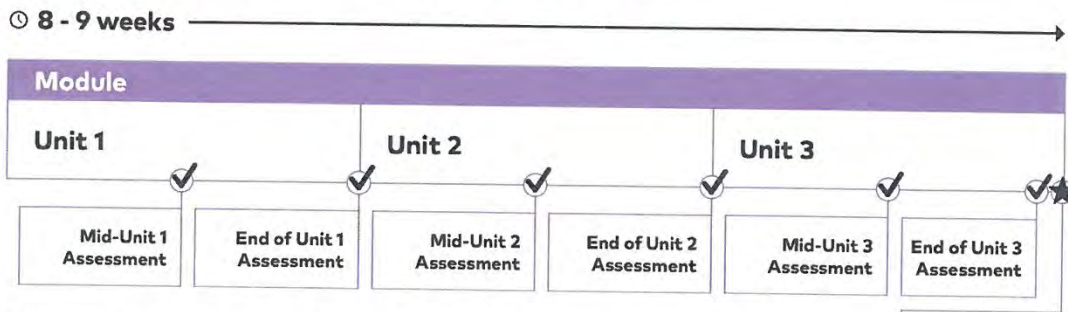 8 - 9 weeks
Module
Unit 1
Unit 2
Unit 3
Mid-Unit 1
Assessment
End of Unit 1
Assessment
Mid-Unit 2
Assessment
End of Unit 2
Assessment
Mid-Unit 3
Assessment
End of Unit 3
Assessment